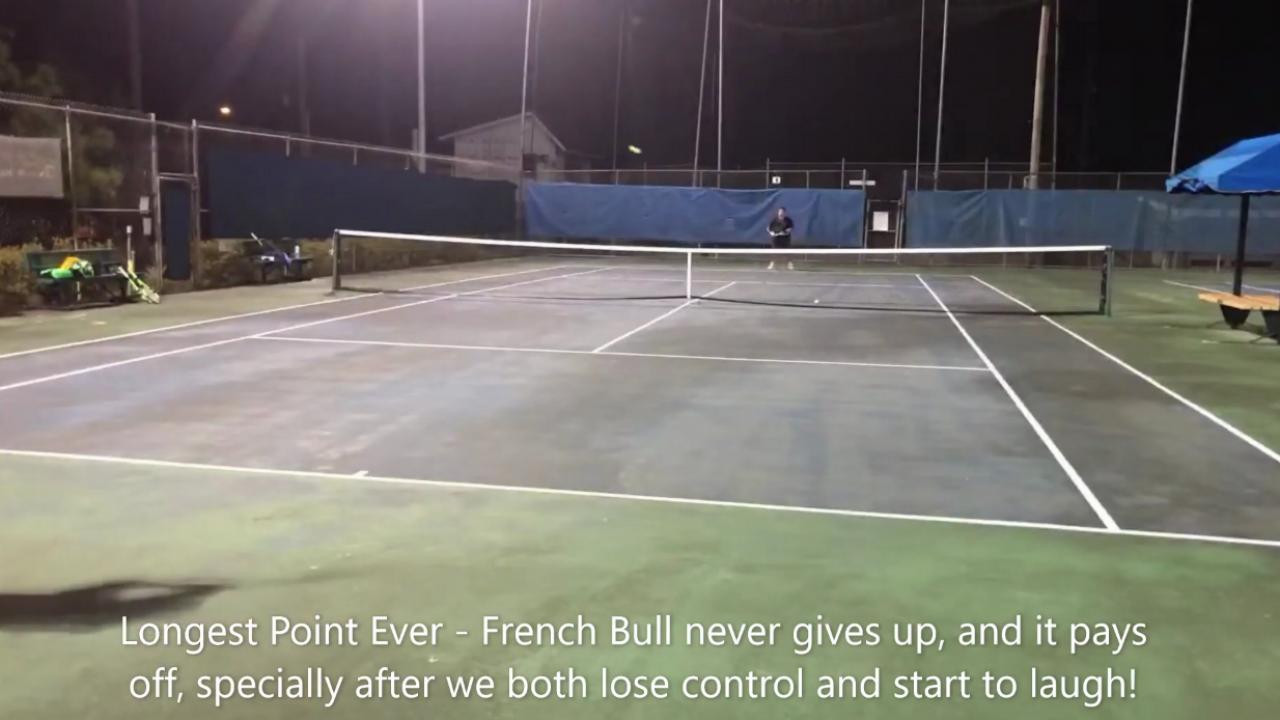 Longest Point Ever - French Bull never gives up, and it pays
off, specially after we both lose control and start to laugh!